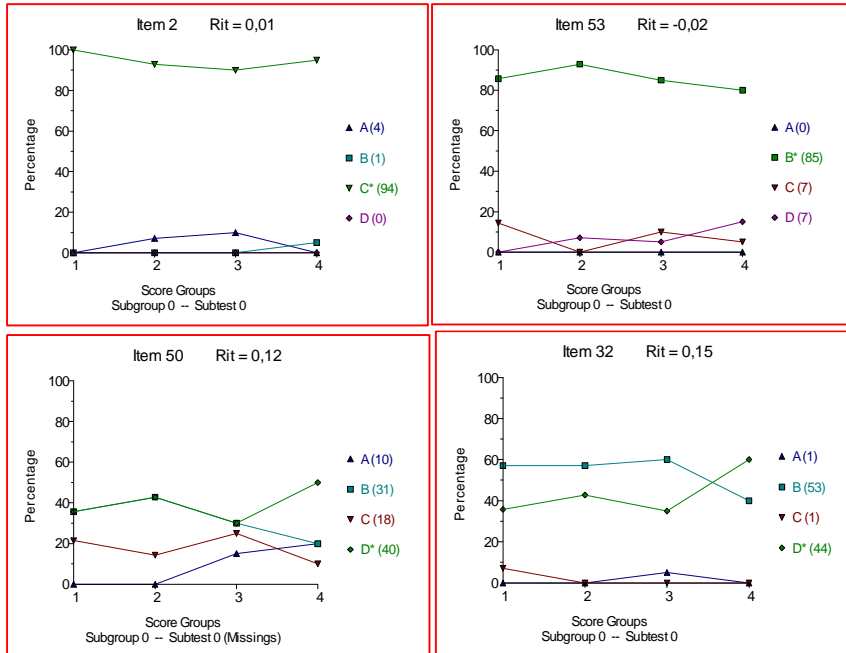 Item 2 Rit = 0,01
Percentage
100
80
60
40
20
0
1 2 3 4
Score Groups
Subgroup 0 -- Subtest 0
A (4)
B (1)
C* (94)
D (0)
Item 53 Rit = -0,02
Percentage
100
80
60
40
20
0
1 2 3 4
Score Groups
Subgroup 0 -- Subtest 0
A (0)
B* (85)
C (7)
D (7)
Item 50 Rit = 0,12
Percentage
100
80
60
40
20
0
1 2 3 4
Score Groups
Subgroup 0 -- Subtest 0 (Missings)
A (10)
B (31)
C (18)
D* (40)
Item 32 Rit = 0,15
Percentage
100
80
60
40
20
0
1 2 3 4
Score Groups
Subgroup 0 -- Subtest 0
A (1)
B (53)
C (1)
D* (44)